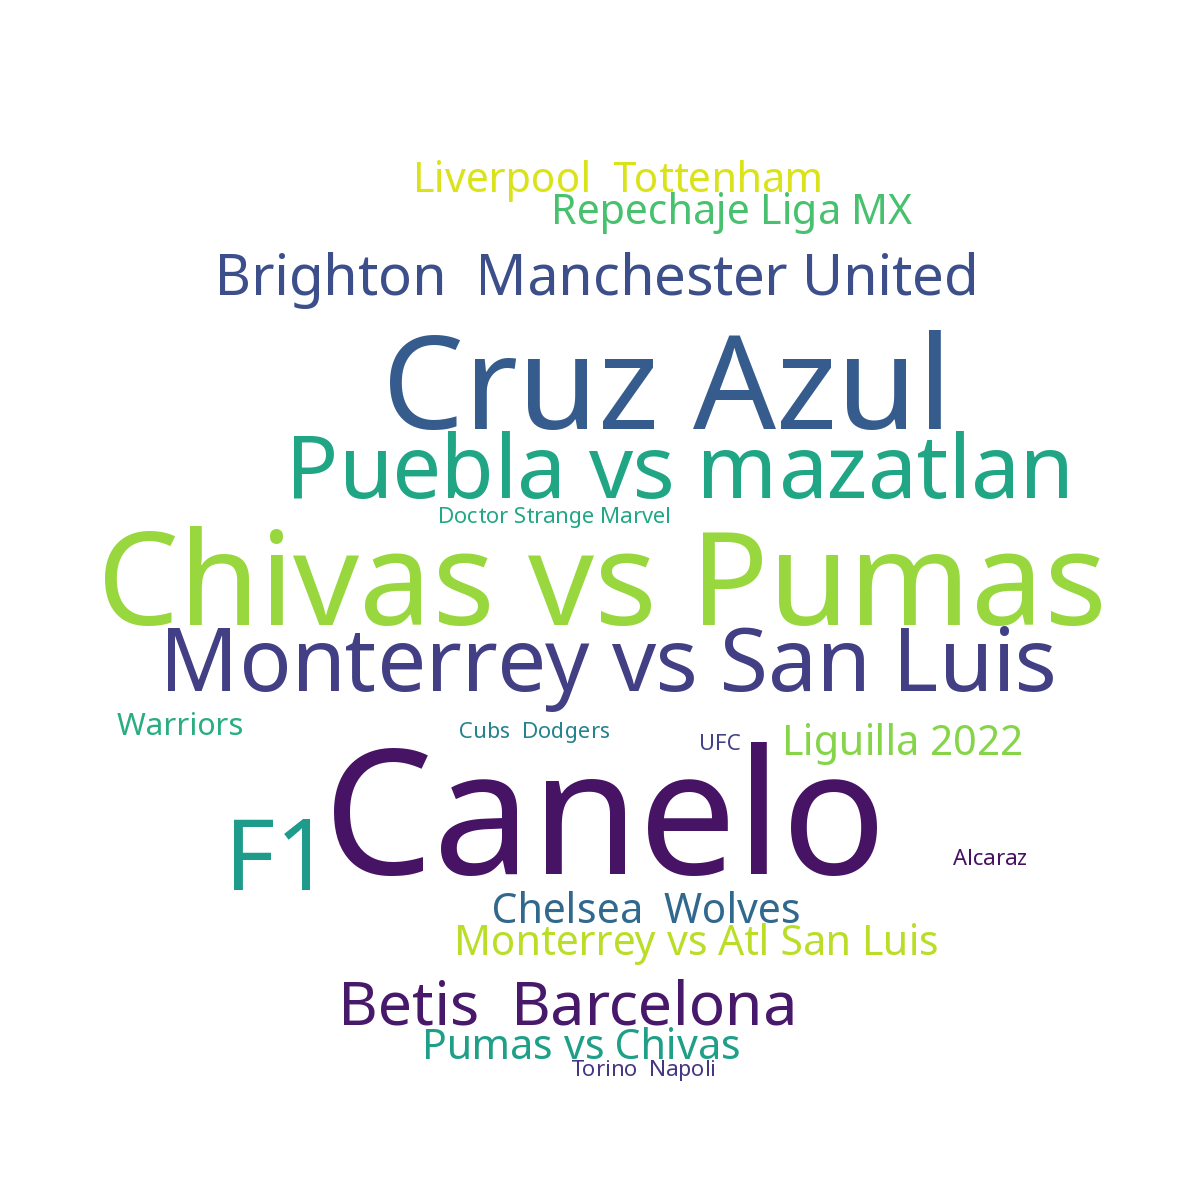 Liverpool  Tottenham
Repechaje Liga MX
Brighton  Manchester United
Cruz Azul
Puebla vs mazatlan
Doctor Strange Marvel
Chivas vs Pumas
Monterrey vs San Luis
Warriors
Cubs  Dodgers
UFC
Liguilla 2022
Canelo
F1
Alcaraz
Chelsea  Wolves
Monterrey vs Atl San Luis
Betis  Barcelona
Pumas vs Chivas
Torino  Napoli